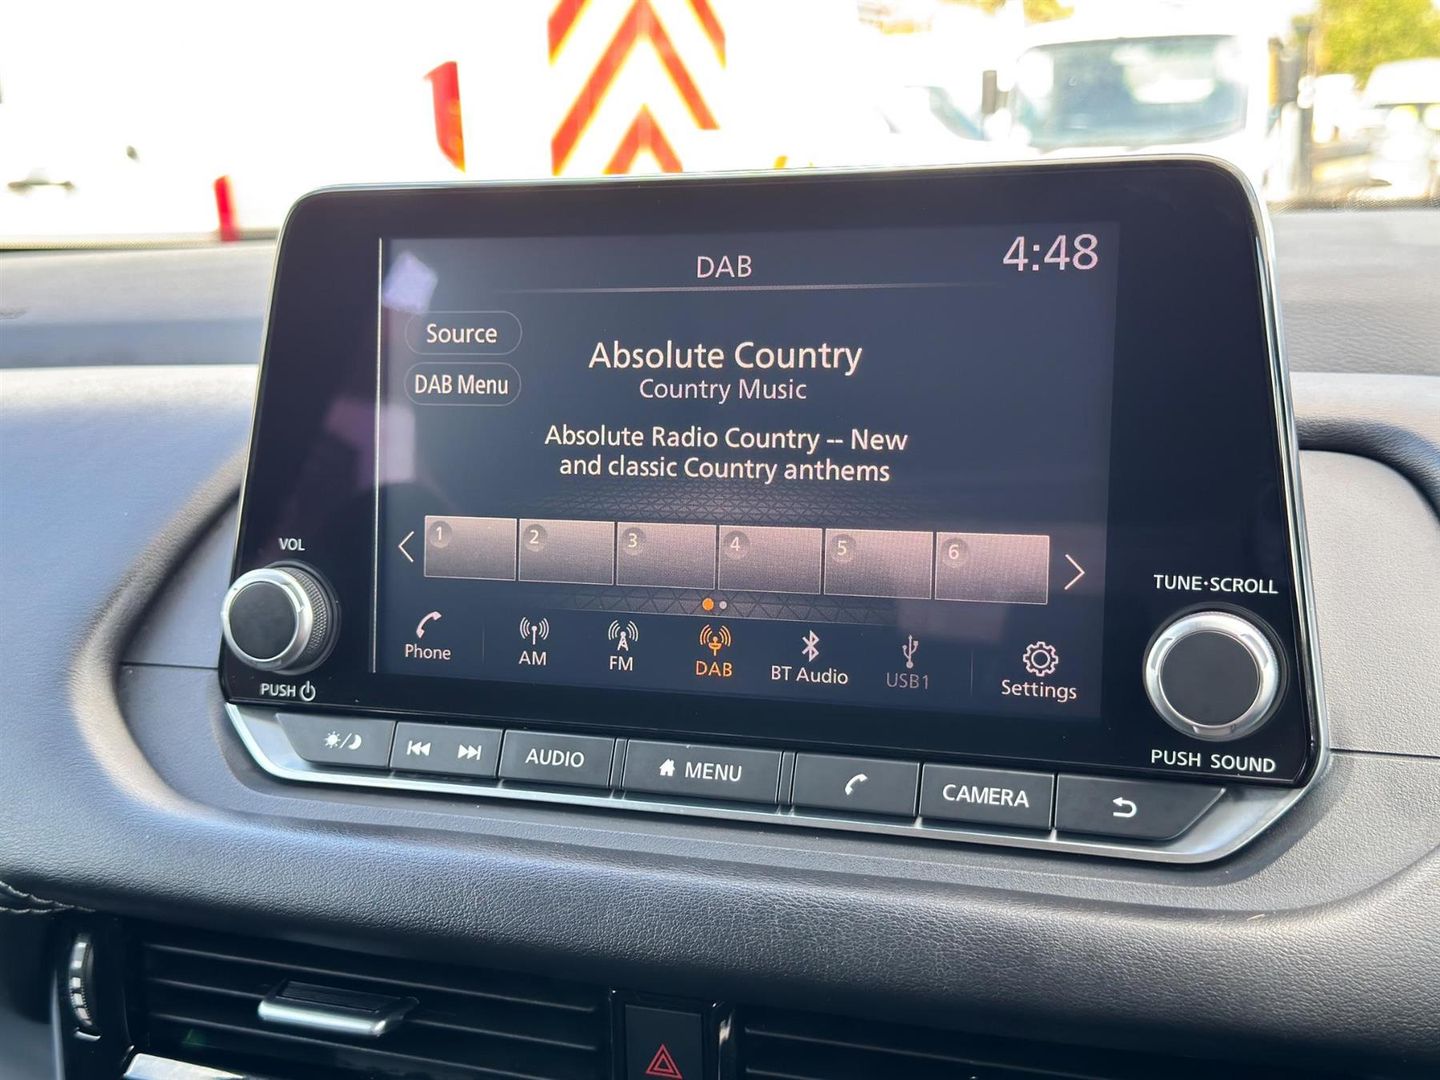 DAB
4:48
Source
DAB Menu
Absolute Country
Country Music
Absolute Radio Country -- New
and classic Country anthems
1 2 3 4 5 6
Phone
AM
FM
DAB
BT Audio
USB1
Settings
VOL
PUSH
TUNE·SCROLL
PUSH SOUND
AUDIO
MENU
CAMERA